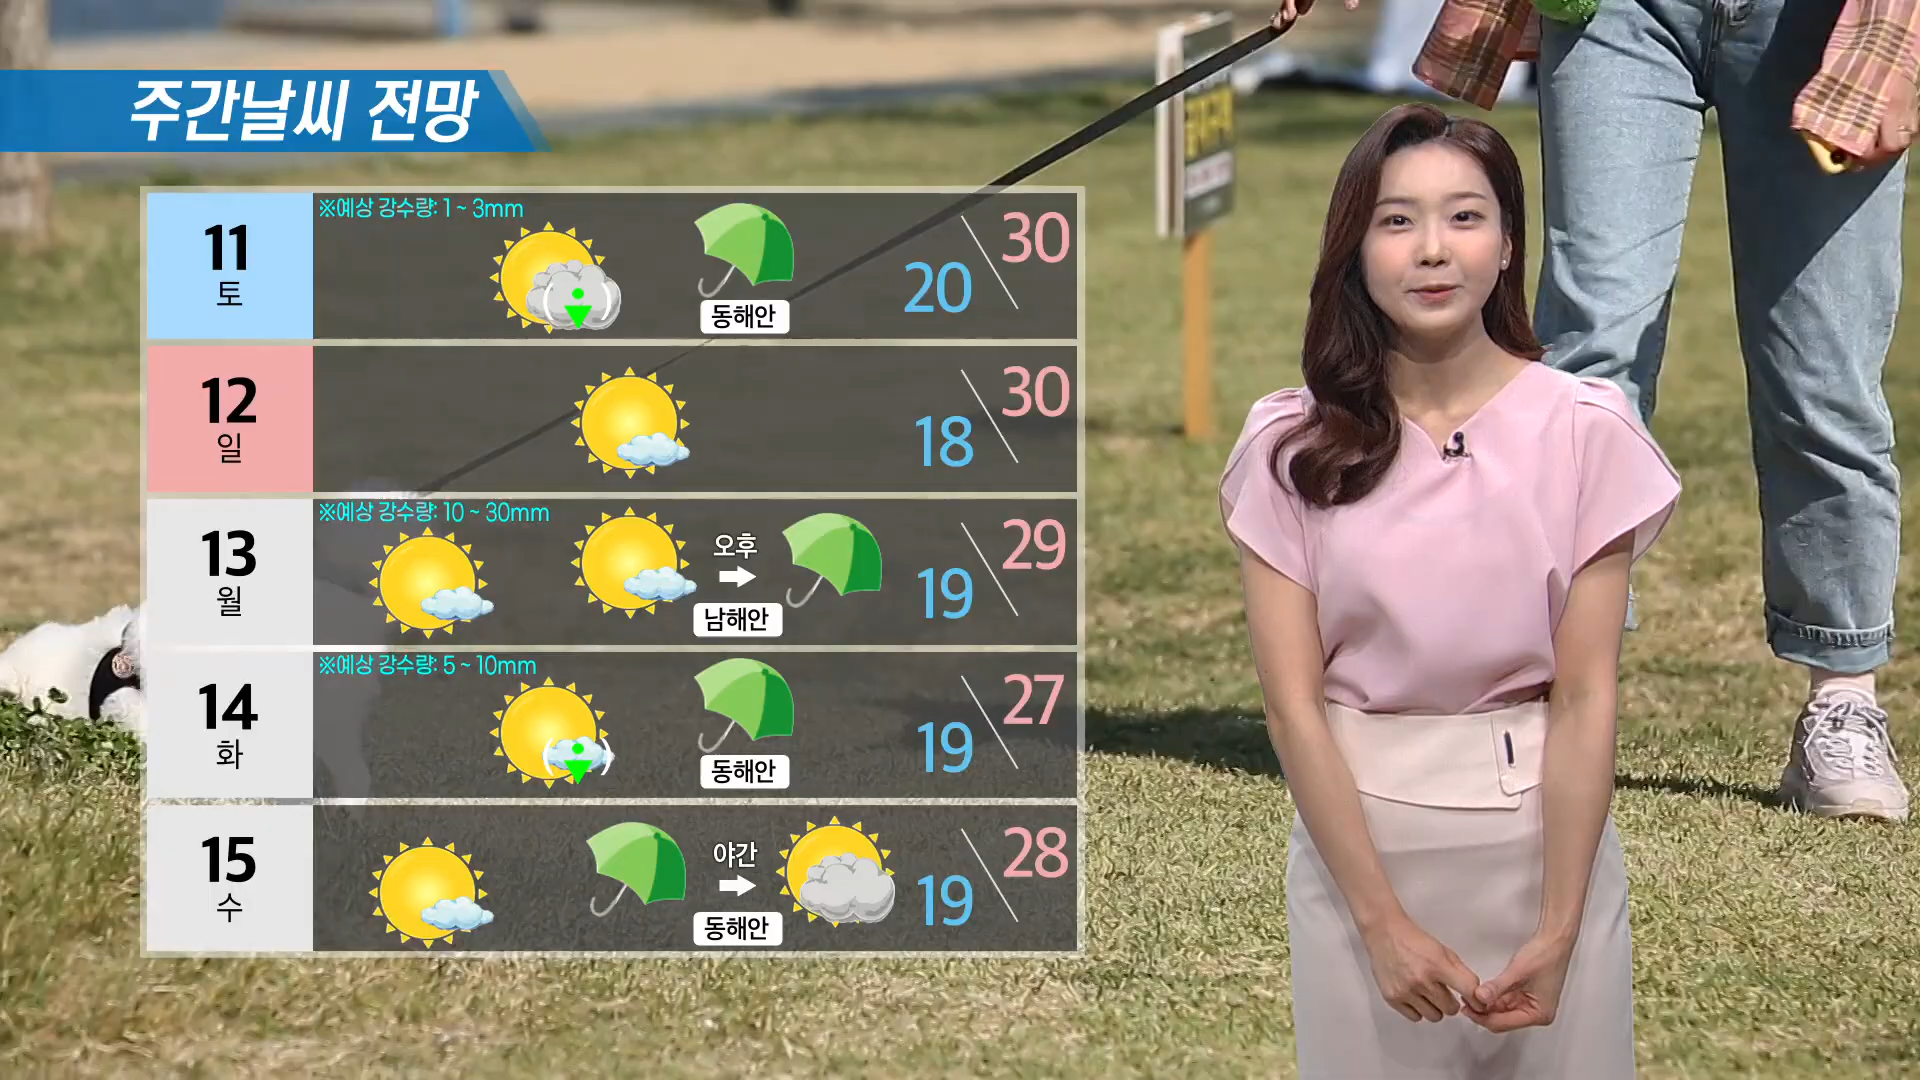 주간날씨 전망
11
토
※예상 강수량: 1 ~ 3mm
동해안
20
30
12
일
18
30
13
월
※예상 강수량: 10 ~ 30mm
오후
남해안
19
29
14
화
※예상 강수량: 5 ~ 10mm
동해안
19
27
15
수
야간
동해안
19
28